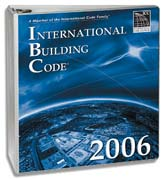 A Member of the International Code Family®
INTERNATIONAL
BUILDING
CODE®
2006